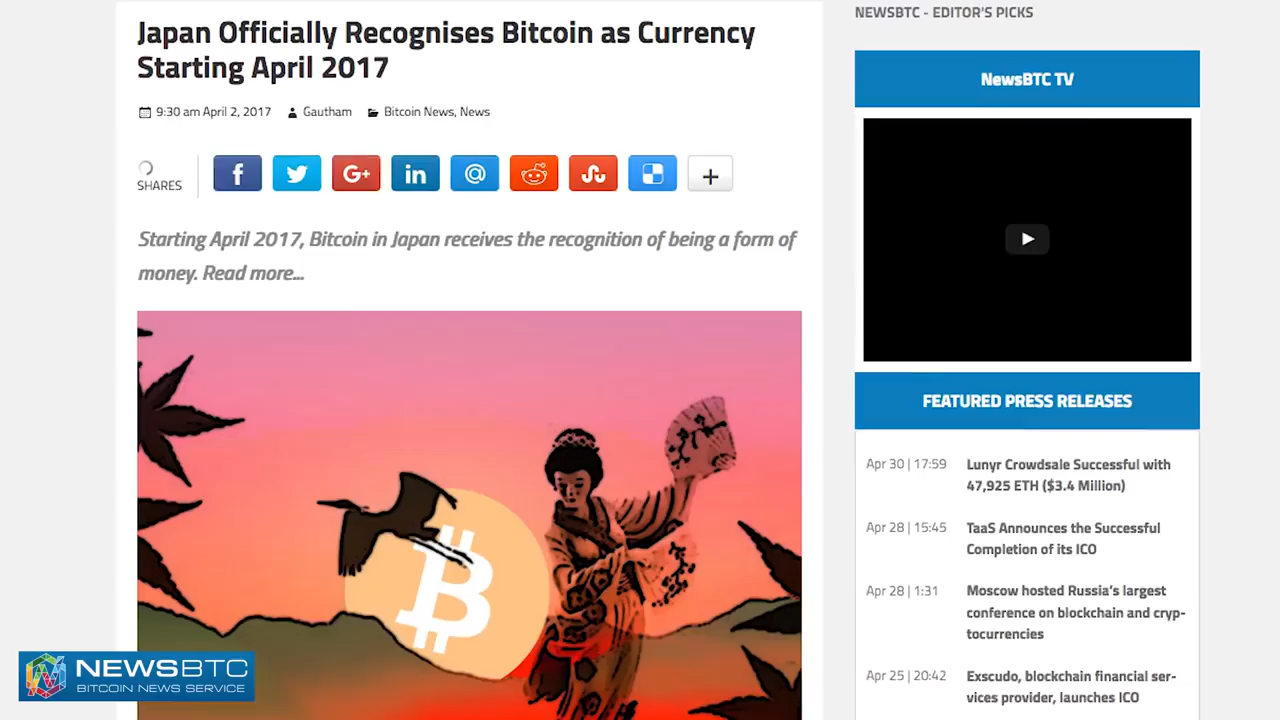 Japan Officially Recognises Bitcoin as Currency
Starting April 2017
9:30 am April 2, 2017 Gautham Bitcoin News, News
SHARES
f G+ in @ +
Starting April 2017, Bitcoin in Japan receives the recognition of being a form of
money. Read more...
B
NEWSBTC
BITCOIN NEWS SERVICE
NEWSBTC - EDITOR'S PICKS
NewsBTC TV
FEATURED PRESS RELEASES
Apr 30 | 17:59 Lunyr Crowdsale Successful with
47,925 ETH ($3.4 Million)
Apr 28 | 15:45 TaaS Announces the Successful
Completion of its ICO
Apr 28 | 1:31 Moscow hosted Russia's largest
conference on blockchain and cryp-
tocurrencies
Apr 25 | 20:42 Exscudo, blockchain financial ser-
vices provider, launches ICO